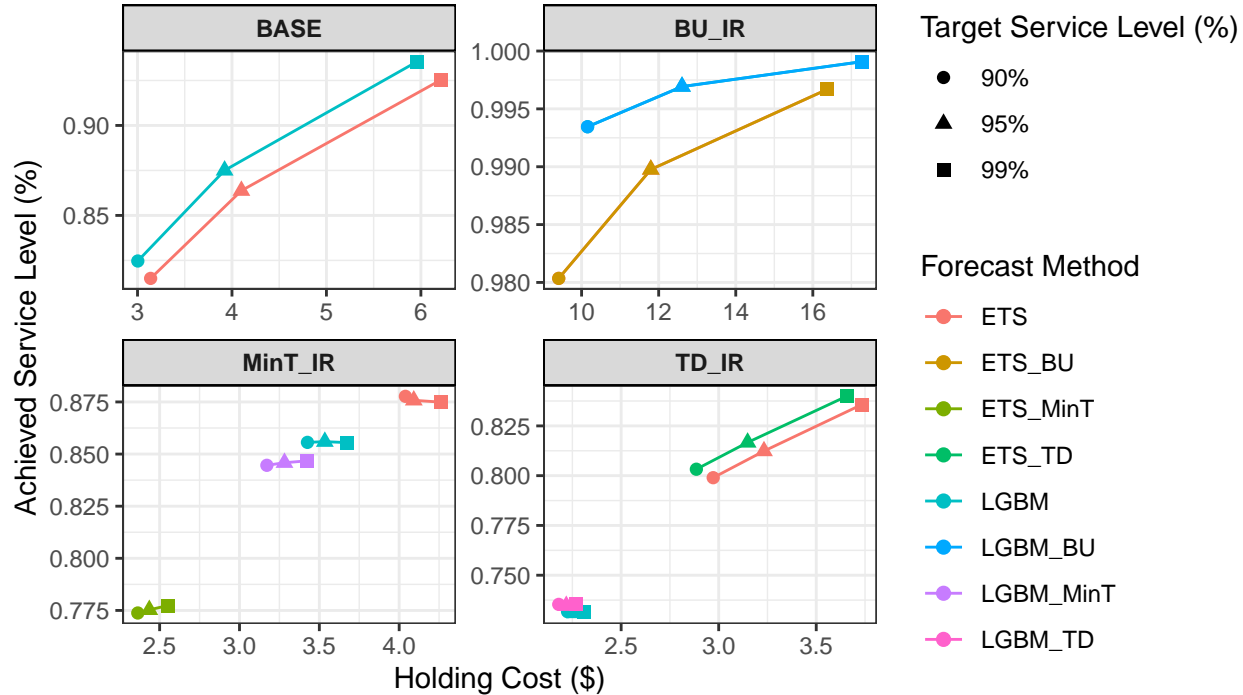 BASE
BU_IR
0.90
0.85
3
4
5
6
1.000
0.995
0.990
0.985
0.980
10
12
14
16
MinT_IR
TD_IR
0.875
0.850
0.825
0.800
0.775
2.5
3.0
3.5
4.0
0.825
0.800
0.775
0.750
2.5
3.0
3.5
Achieved Service Level (%)
Holding Cost ($)
Target Service Level (%)
90%
95%
99%
Forecast Method
ETS
ETS_BU
ETS_MinT
ETS_TD
LGBM
LGBM_BU
LGBM_MinT
LGBM_TD